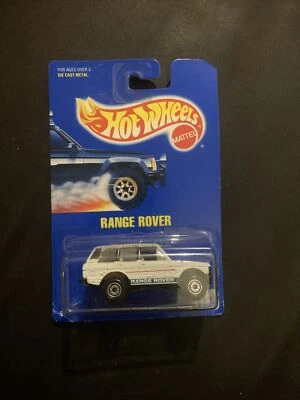 FOR AGES OVER 3
DIE CAST METAL
HOT WHEELS
MATTEL
RANGE ROVER
RANGE ROVER